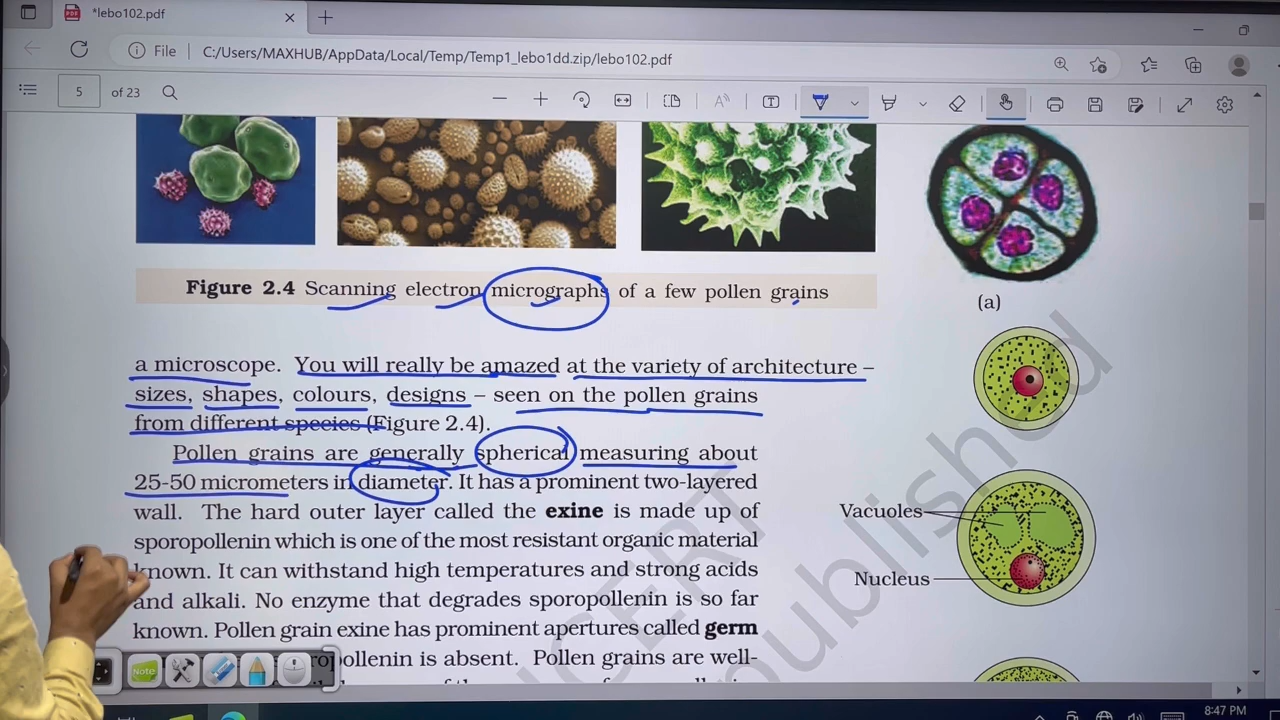 *lebo102.pdf
File C:/Users/MAXHUB/AppData/Local/Temp/Temp1_lebo1dd.zip/lebo102.pdf
5 of 23
Figure 2.4 Scanning electron micrographs of a few pollen grains
(a)
a microscope. You will really be amazed at the variety of architecture –
sizes, shapes, colours, designs – seen on the pollen grains
from different species (Figure 2.4).
Pollen grains are generally spherical measuring about
25-50 micrometers in diameter. It has a prominent two-layered
wall. The hard outer layer called the exine is made up of
sporopollenin which is one of the most resistant organic material
known. It can withstand high temperatures and strong acids
and alkali. No enzyme that degrades sporopollenin is so far
known. Pollen grain exine has prominent apertures called germ
pollenin is absent. Pollen grains are well-
Vacuoles
Nucleus
Note
8:47 PM